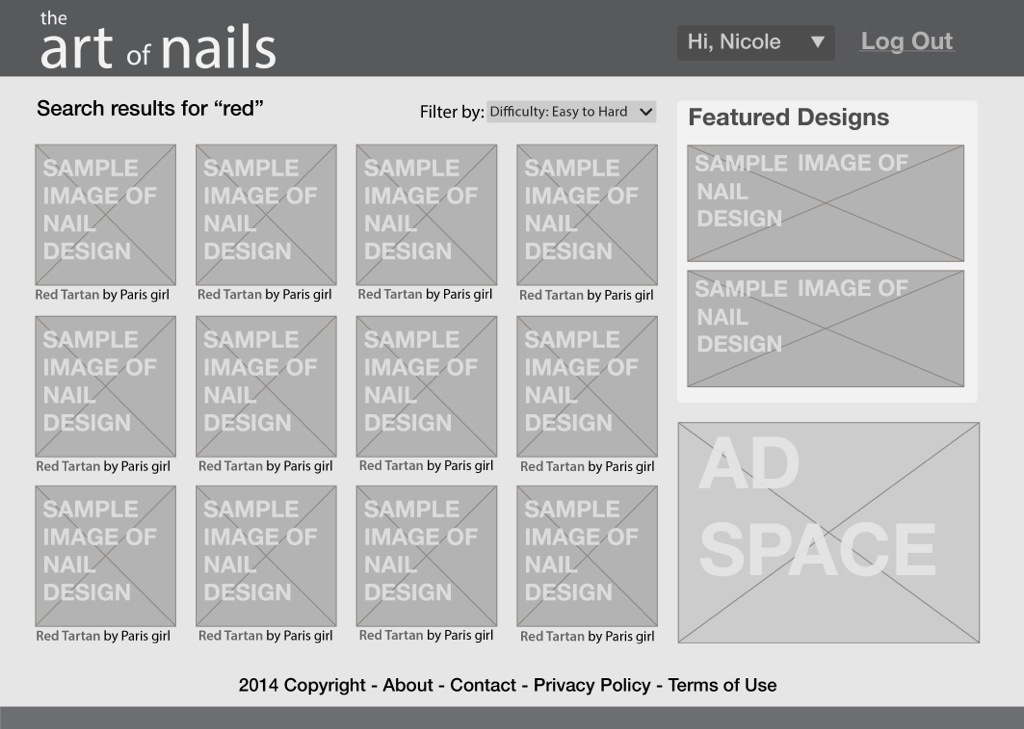 the
art of nails
Hi, Nicole ▼
Log Out
Search results for “red”
Filter by: Difficulty: Easy to Hard
SAMPLE
IMAGE OF
NAIL
DESIGN
Red Tartan by Paris girl
SAMPLE
IMAGE OF
NAIL
DESIGN
Red Tartan by Paris girl
SAMPLE
IMAGE OF
NAIL
DESIGN
Red Tartan by Paris girl
SAMPLE
IMAGE OF
NAIL
DESIGN
Red Tartan by Paris girl
SAMPLE
IMAGE OF
NAIL
DESIGN
Red Tartan by Paris girl
SAMPLE
IMAGE OF
NAIL
DESIGN
Red Tartan by Paris girl
SAMPLE
IMAGE OF
NAIL
DESIGN
Red Tartan by Paris girl
SAMPLE
IMAGE OF
NAIL
DESIGN
Red Tartan by Paris girl
SAMPLE
IMAGE OF
NAIL
DESIGN
Red Tartan by Paris girl
SAMPLE
IMAGE OF
NAIL
DESIGN
Red Tartan by Paris girl
SAMPLE
IMAGE OF
NAIL
DESIGN
Red Tartan by Paris girl
SAMPLE
IMAGE OF
NAIL
DESIGN
Red Tartan by Paris girl
Featured Designs
SAMPLE IMAGE OF
NAIL
DESIGN
SAMPLE IMAGE OF
NAIL
DESIGN
AD
SPACE
2014 Copyright - About - Contact - Privacy Policy - Terms of Use